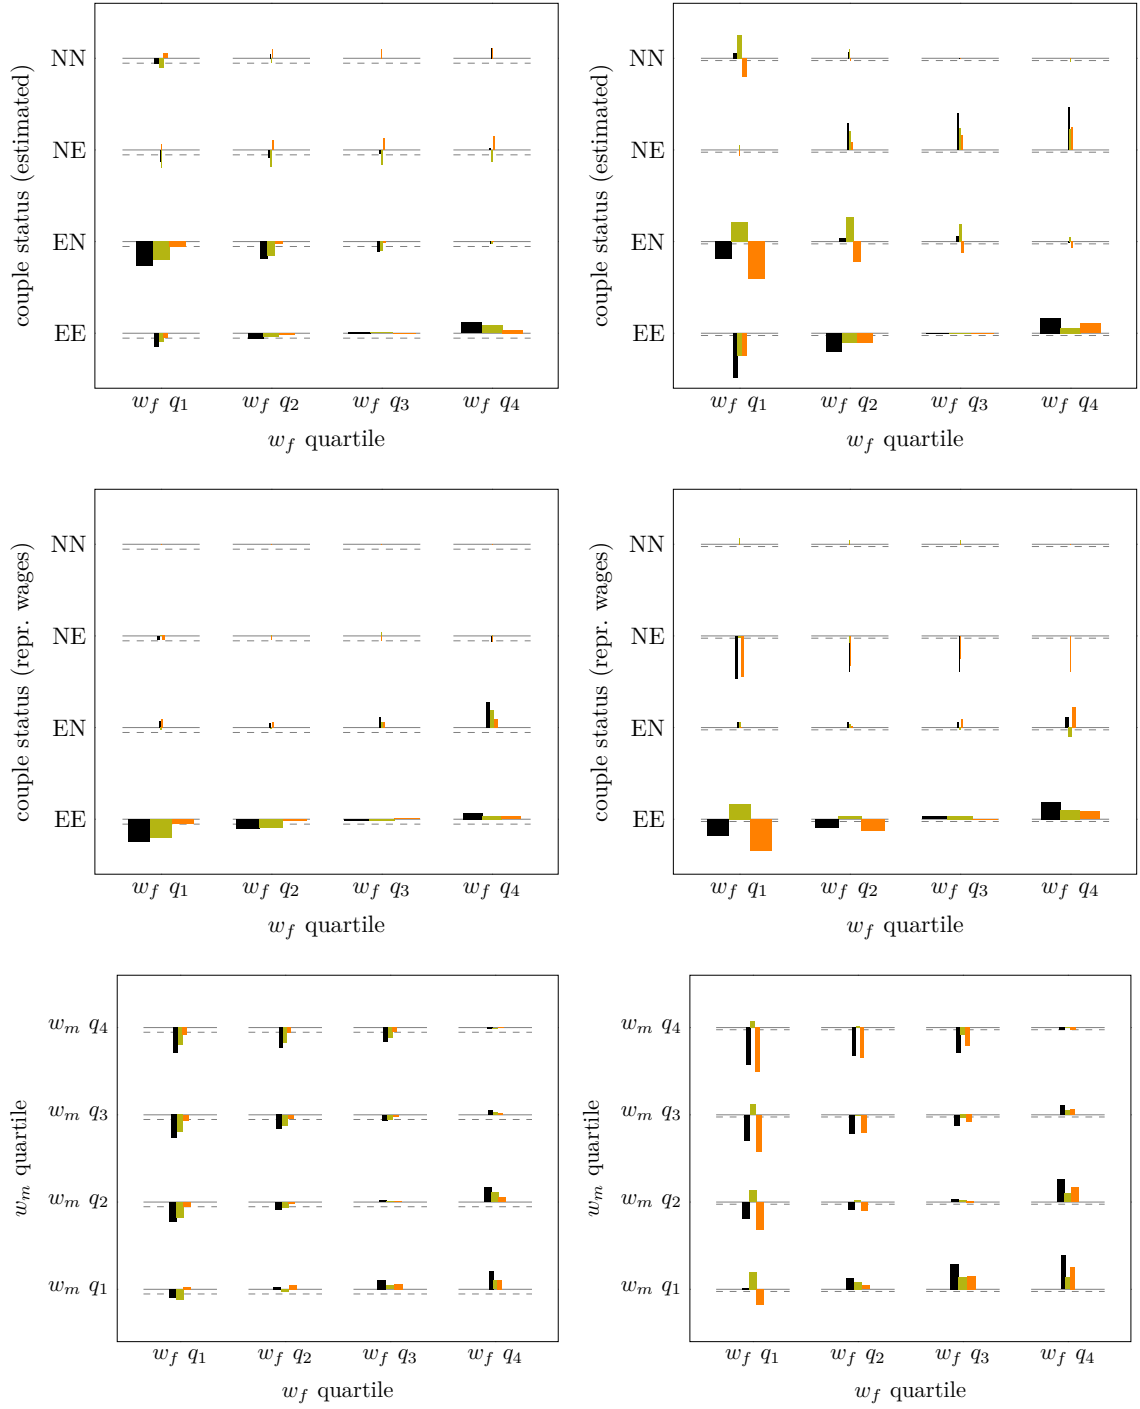 couple status (estimated)
NN
NE
EN
EE
w_f q_1
w_f q_2
w_f q_3
w_f q_4
w_f quartile
couple status (estimated)
NN
NE
EN
EE
w_f q_1
w_f q_2
w_f q_3
w_f q_4
w_f quartile
couple status (repr. wages)
NN
NE
EN
EE
w_f q_1
w_f q_2
w_f q_3
w_f q_4
w_f quartile
couple status (repr. wages)
NN
NE
EN
EE
w_f q_1
w_f q_2
w_f q_3
w_f q_4
w_f quartile
w_m quartile
w_m q_4
w_m q_3
w_m q_2
w_m q_1
w_f q_1
w_f q_2
w_f q_3
w_f q_4
w_f quartile
w_m quartile
w_m q_4
w_m q_3
w_m q_2
w_m q_1
w_f q_1
w_f q_2
w_f q_3
w_f q_4
w_f quartile